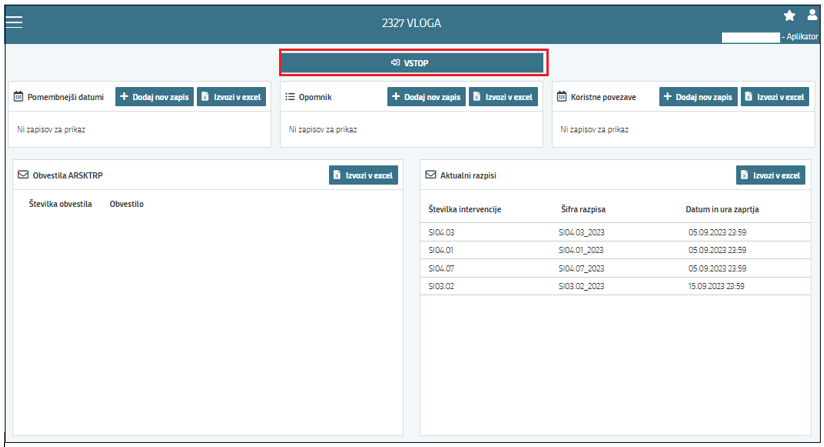 2327 VLOGA
- Aplikator
VSTOP
Pomembnejši datumi
Dodaj nov zapis
Izvozi v excel
Ni zapisov za prikaz
Opomnik
Dodaj nov zapis
Izvozi v excel
Ni zapisov za prikaz
Koristne povezave
Dodaj nov zapis
Izvozi v excel
Ni zapisov za prikaz
Obvestila ARSKTRP
Izvozi v excel
Številka obvestila Obvestilo
Aktualni razpisi
Izvozi v excel
Številka intervencije Šifra razpisa Datum in ura zaprtja
SI04.03 SI04.03_2023 05.09.2023 23:59
SI04.01 SI04.01_2023 05.09.2023 23:59
SI04.07 SI04.07_2023 05.09.2023 23:59
SI03.02 SI03.02_2023 15.09.2023 23:59